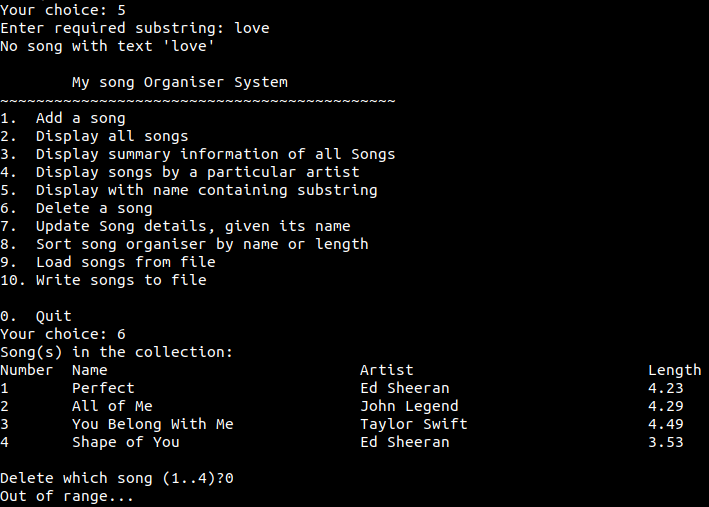 Your choice: 5
Enter required substring: love
No song with text 'love'
My song Organiser System
~~~~~~~~~~~~~~~~~~~~~~~~~~~~~~~~~~~~~~~~~~~~
1.  Add a song
2.  Display all songs
3.  Display summary information of all Songs
4.  Display songs by a particular artist
5.  Display with name containing substring
6.  Delete a song
7.  Update Song details, given its name
8.  Sort song organiser by name or length
9.  Load songs from file
10. Write songs to file
0.  Quit
Your choice: 6
Song(s) in the collection:
Number  Name                            Artist                          Length
1       Perfect                         Ed Sheeran                      4.23
2       All of Me                       John Legend                     4.29
3       You Belong With Me              Taylor Swift                    4.49
4       Shape of You                    Ed Sheeran                      3.53
Delete which song (1..4)?0
Out of range...